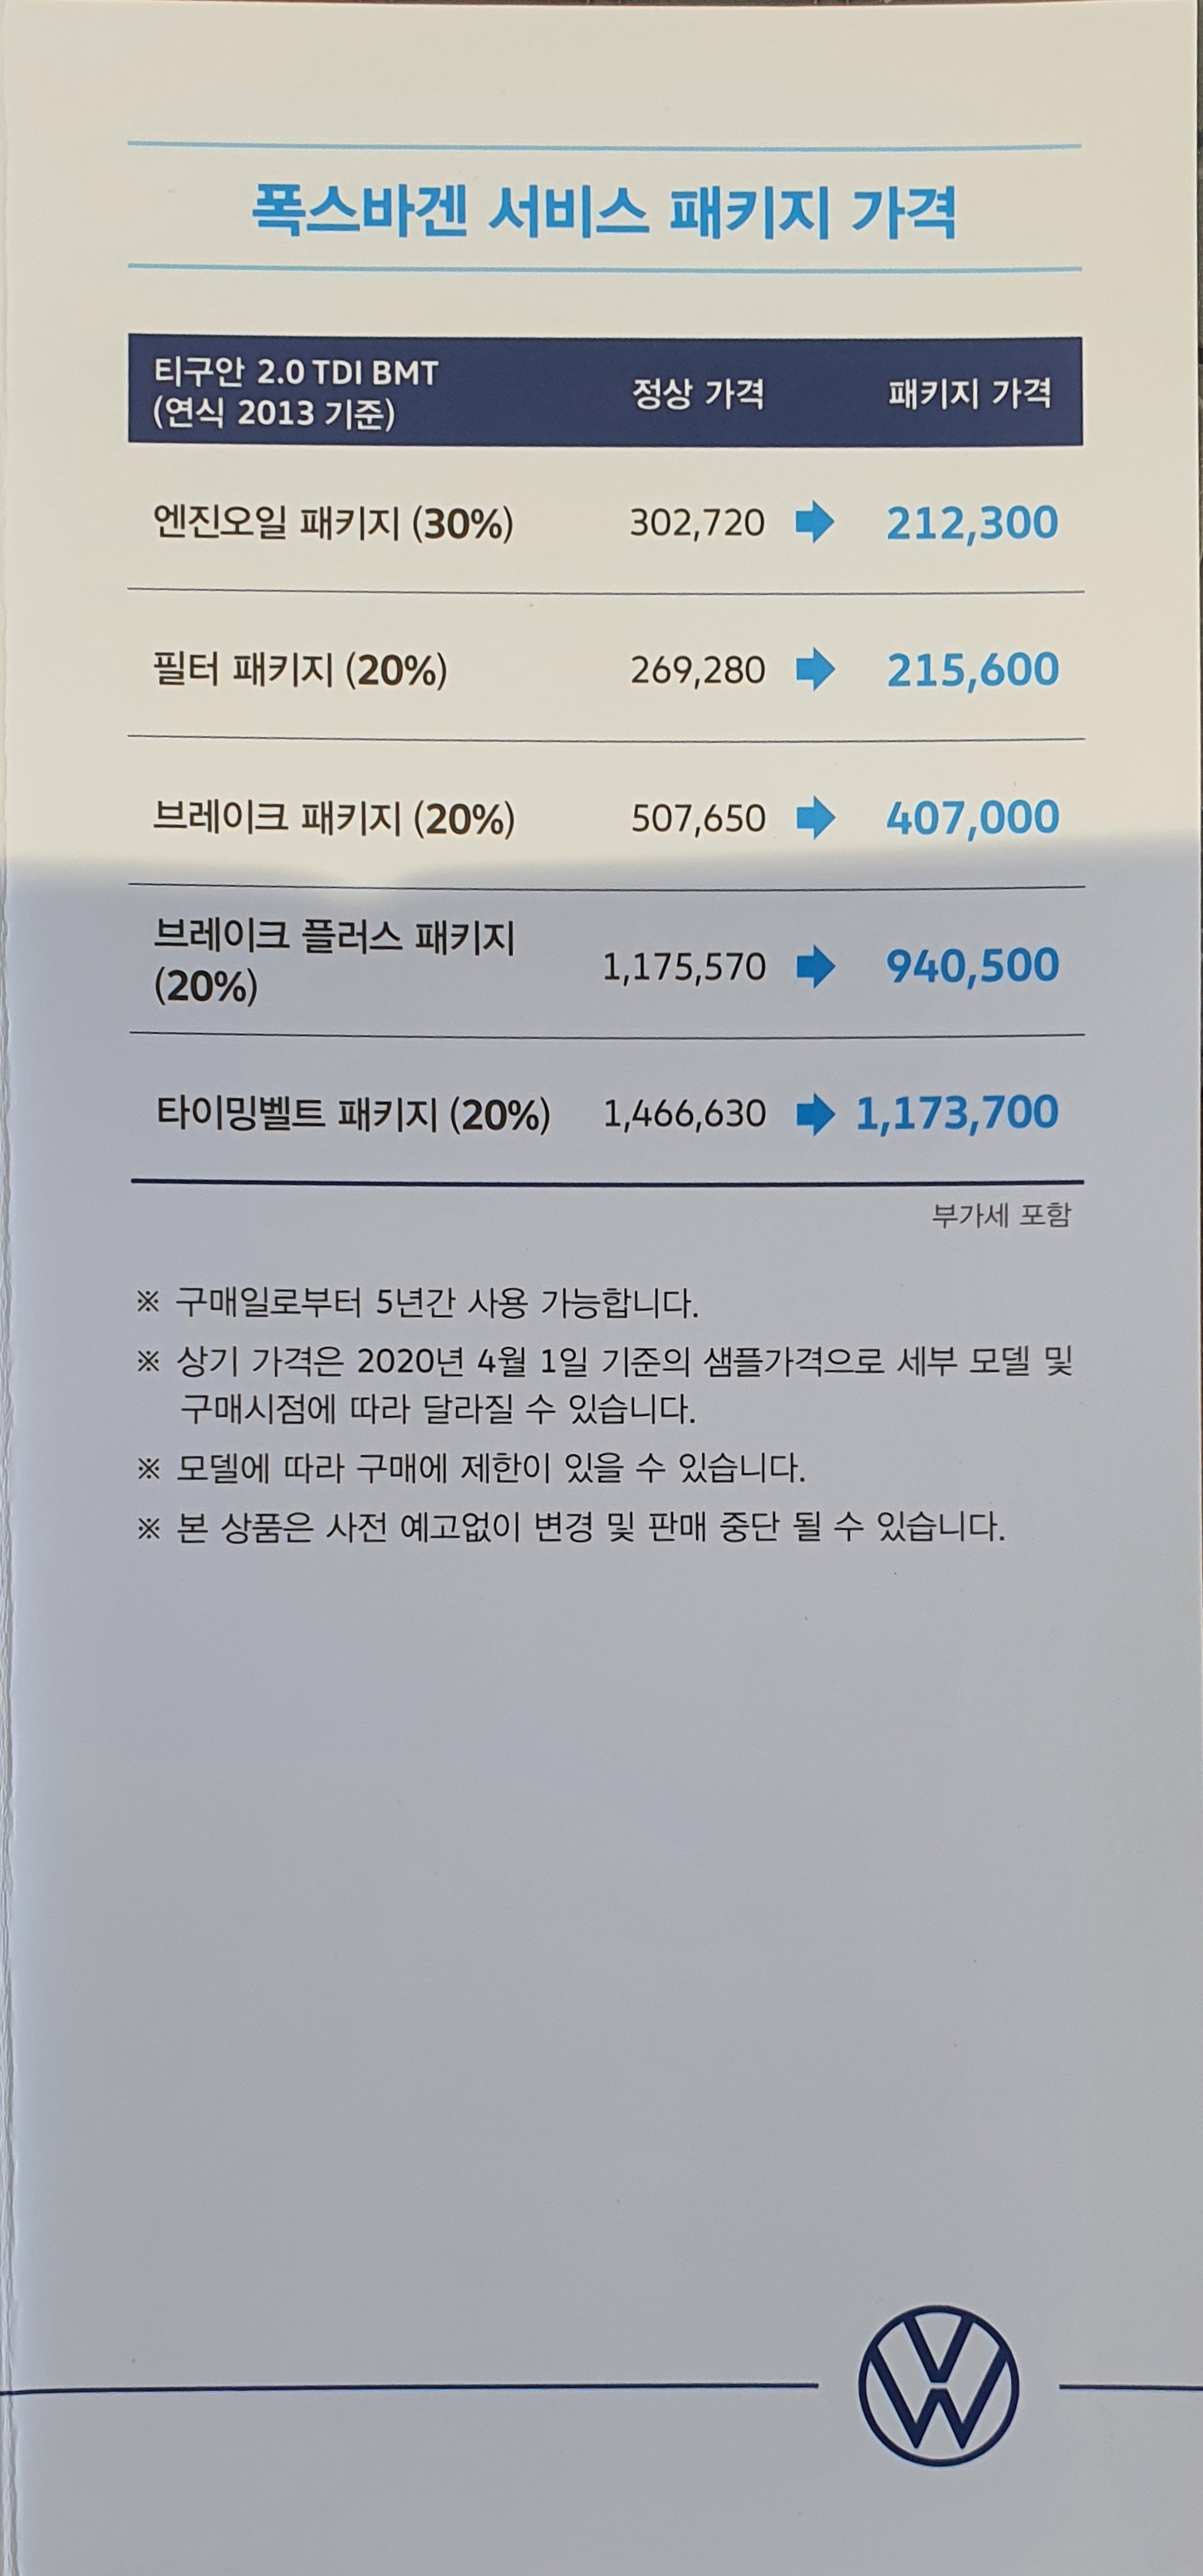 폭스바겐 서비스 패키지 가격
티구안 2.0 TDI BMT
(연식 2013 기준)
정상 가격
패키지 가격
엔진오일 패키지 (30%) 302,720 212,300
필터 패키지 (20%) 269,280 215,600
브레이크 패키지 (20%) 507,650 407,000
브레이크 플러스 패키지
(20%)
1,175,570 940,500
타이밍벨트 패키지 (20%) 1,466,630 1,173,700
부가세 포함
※ 구매일로부터 5년간 사용 가능합니다.
※ 상기 가격은 2020년 4월 1일 기준의 샘플가격으로 세부 모델 및
구매시점에 따라 달라질 수 있습니다.
※ 모델에 따라 구매에 제한이 있을 수 있습니다.
※ 본 상품은 사전 예고없이 변경 및 판매 중단 될 수 있습니다.